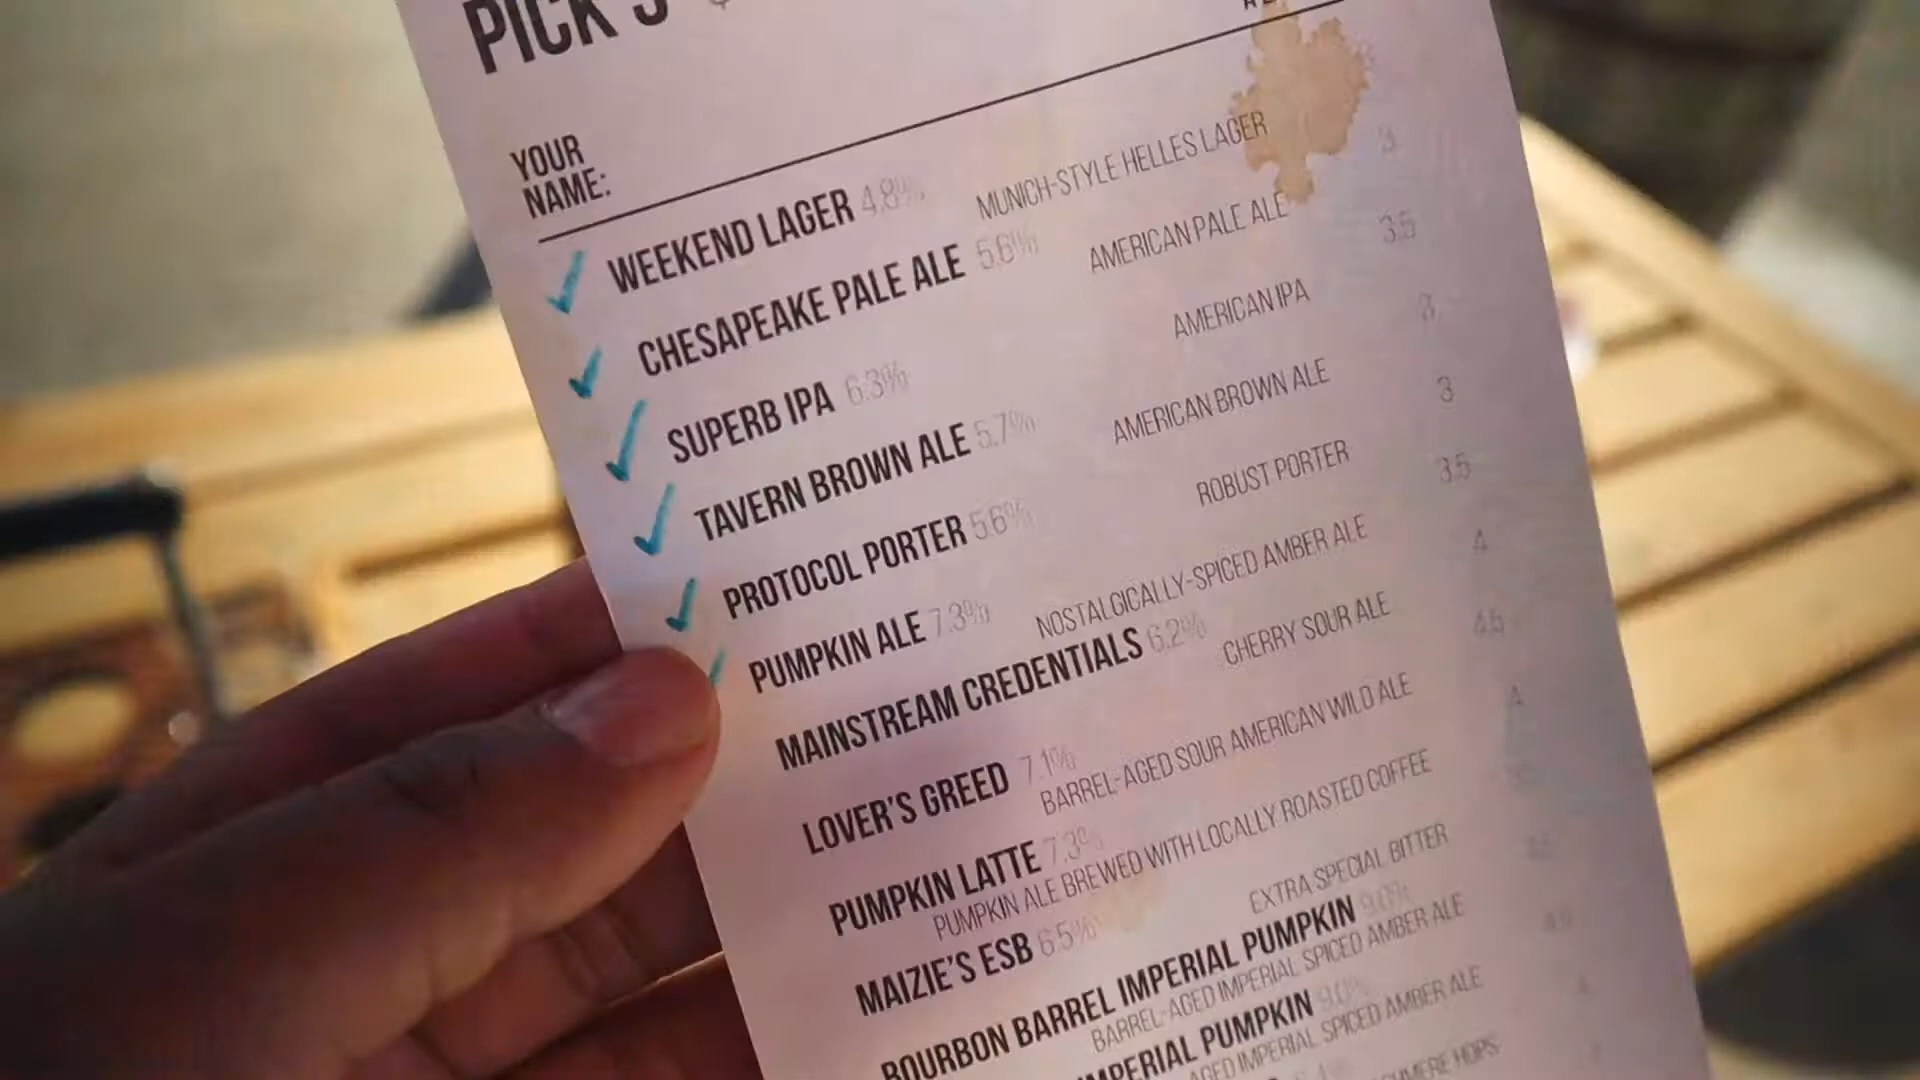 PICK 5
YOUR
NAME:
WEEKEND LAGER 4.8% MUNICH-STYLE HELLES LAGER 3
CHESAPEAKE PALE ALE 5.6% AMERICAN PALE ALE 3.5
SUPERB IPA 6.3% AMERICAN IPA 3
TAVERN BROWN ALE 5.7% AMERICAN BROWN ALE 3
PROTOCOL PORTER 5.6% ROBUST PORTER 3.5
PUMPKIN ALE 7.3% NOSTALGICALLY-SPICED AMBER ALE 4
MAINSTREAM CREDENTIALS 6.2% CHERRY SOUR ALE 4.5
LOVER'S GREED 7.1% BARREL-AGED SOUR AMERICAN WILD ALE 4
PUMPKIN LATTE 7.3%
PUMPKIN ALE BREWED WITH LOCALLY ROASTED COFFEE
MAIZIE'S ESB 6.5% EXTRA SPECIAL BITTER
BOURBON BARREL IMPERIAL PUMPKIN 9.0%
BARREL-AGED IMPERIAL SPICED AMBER ALE
IMPERIAL PUMPKIN 9.0%
AGED IMPERIAL SPICED AMBER ALE
HOPS